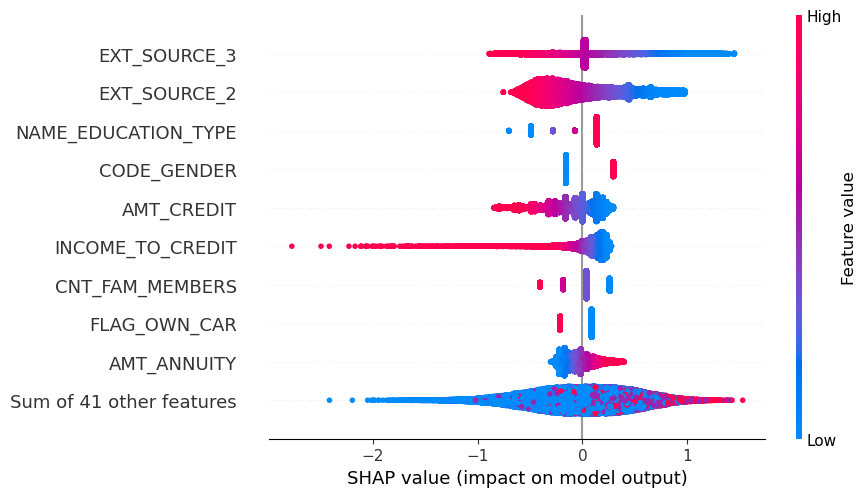 High
EXT_SOURCE_3
EXT_SOURCE_2
NAME_EDUCATION_TYPE
CODE_GENDER
AMT_CREDIT
INCOME_TO_CREDIT
CNT_FAM_MEMBERS
FLAG_OWN_CAR
AMT_ANNUITY
Sum of 41 other features
Feature value
Low
−2 −1 0 1
SHAP value (impact on model output)